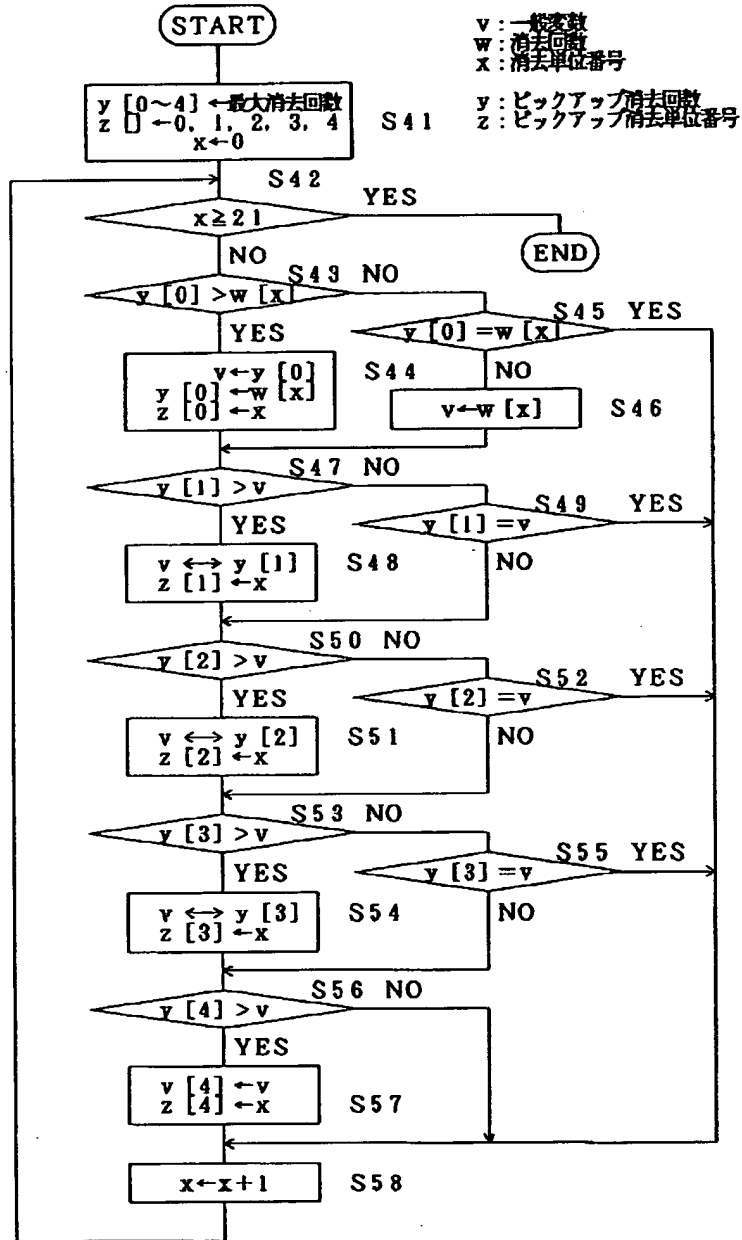 START
v：一般変数
w：消去回数
x：消去単位番号
y：ピックアップ消去回数
z：ピックアップ消去単位番号
y [0～4] ←最大消去回数
z [] ←0, 1, 2, 3, 4
x←0
S41
S42
x≧21
YES
END
NO
S43 NO
y [0] >w [x]
YES
S45 YES
y [0] =w [x]
NO
v←y [0]
y [0] ←w [x]
z [0] ←x
S44
v←w [x]
S46
S47 NO
y [1] >v
YES
S49 YES
y [1] =v
NO
v ↔ y [1]
z [1] ←x
S48
S50 NO
y [2] >v
YES
S52 YES
y [2] =v
NO
v ↔ y [2]
z [2] ←x
S51
S53 NO
y [3] >v
YES
S55 YES
y [3] =v
NO
v ↔ y [3]
z [3] ←x
S54
S56 NO
y [4] >v
YES
v [4] ←v
z [4] ←x
S57
x←x+1
S58